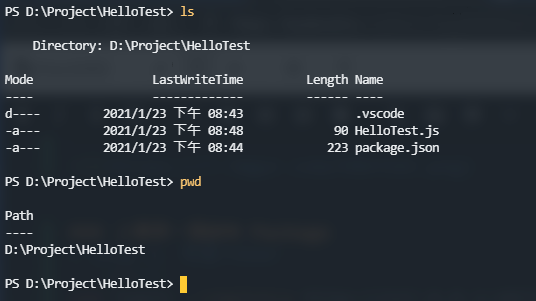 PS D:\Project\HelloTest> ls
Directory: D:\Project\HelloTest
Mode LastWriteTime Length Name
---- ------------- ------ ----
d---- 2021/1/23 下午 08:43 .vscode
-a--- 2021/1/23 下午 08:48 90 HelloTest.js
-a--- 2021/1/23 下午 08:44 223 package.json
PS D:\Project\HelloTest> pwd
Path
----
D:\Project\HelloTest
PS D:\Project\HelloTest>